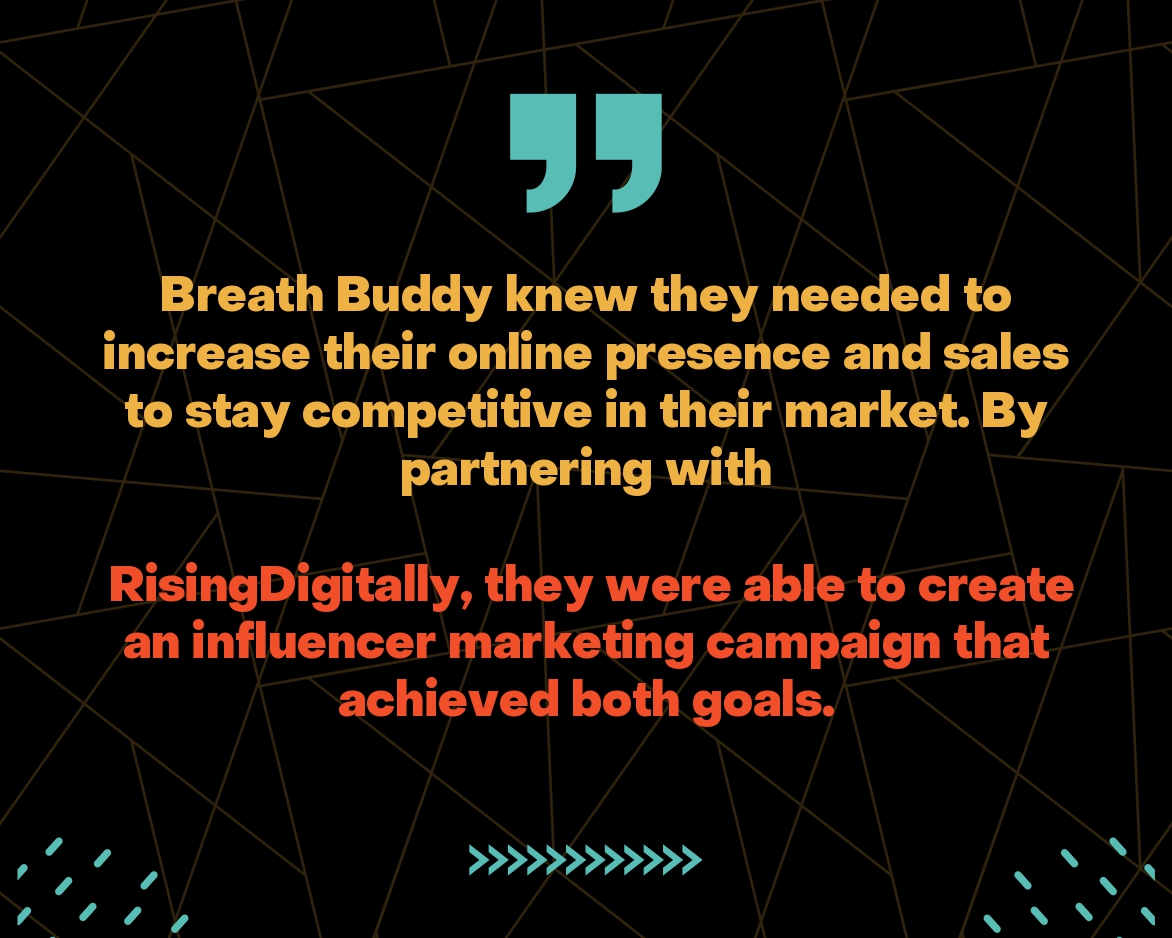 Breath Buddy knew they needed to
increase their online presence and sales
to stay competitive in their market. By
partnering with
RisingDigitally, they were able to create
an influencer marketing campaign that
achieved both goals.